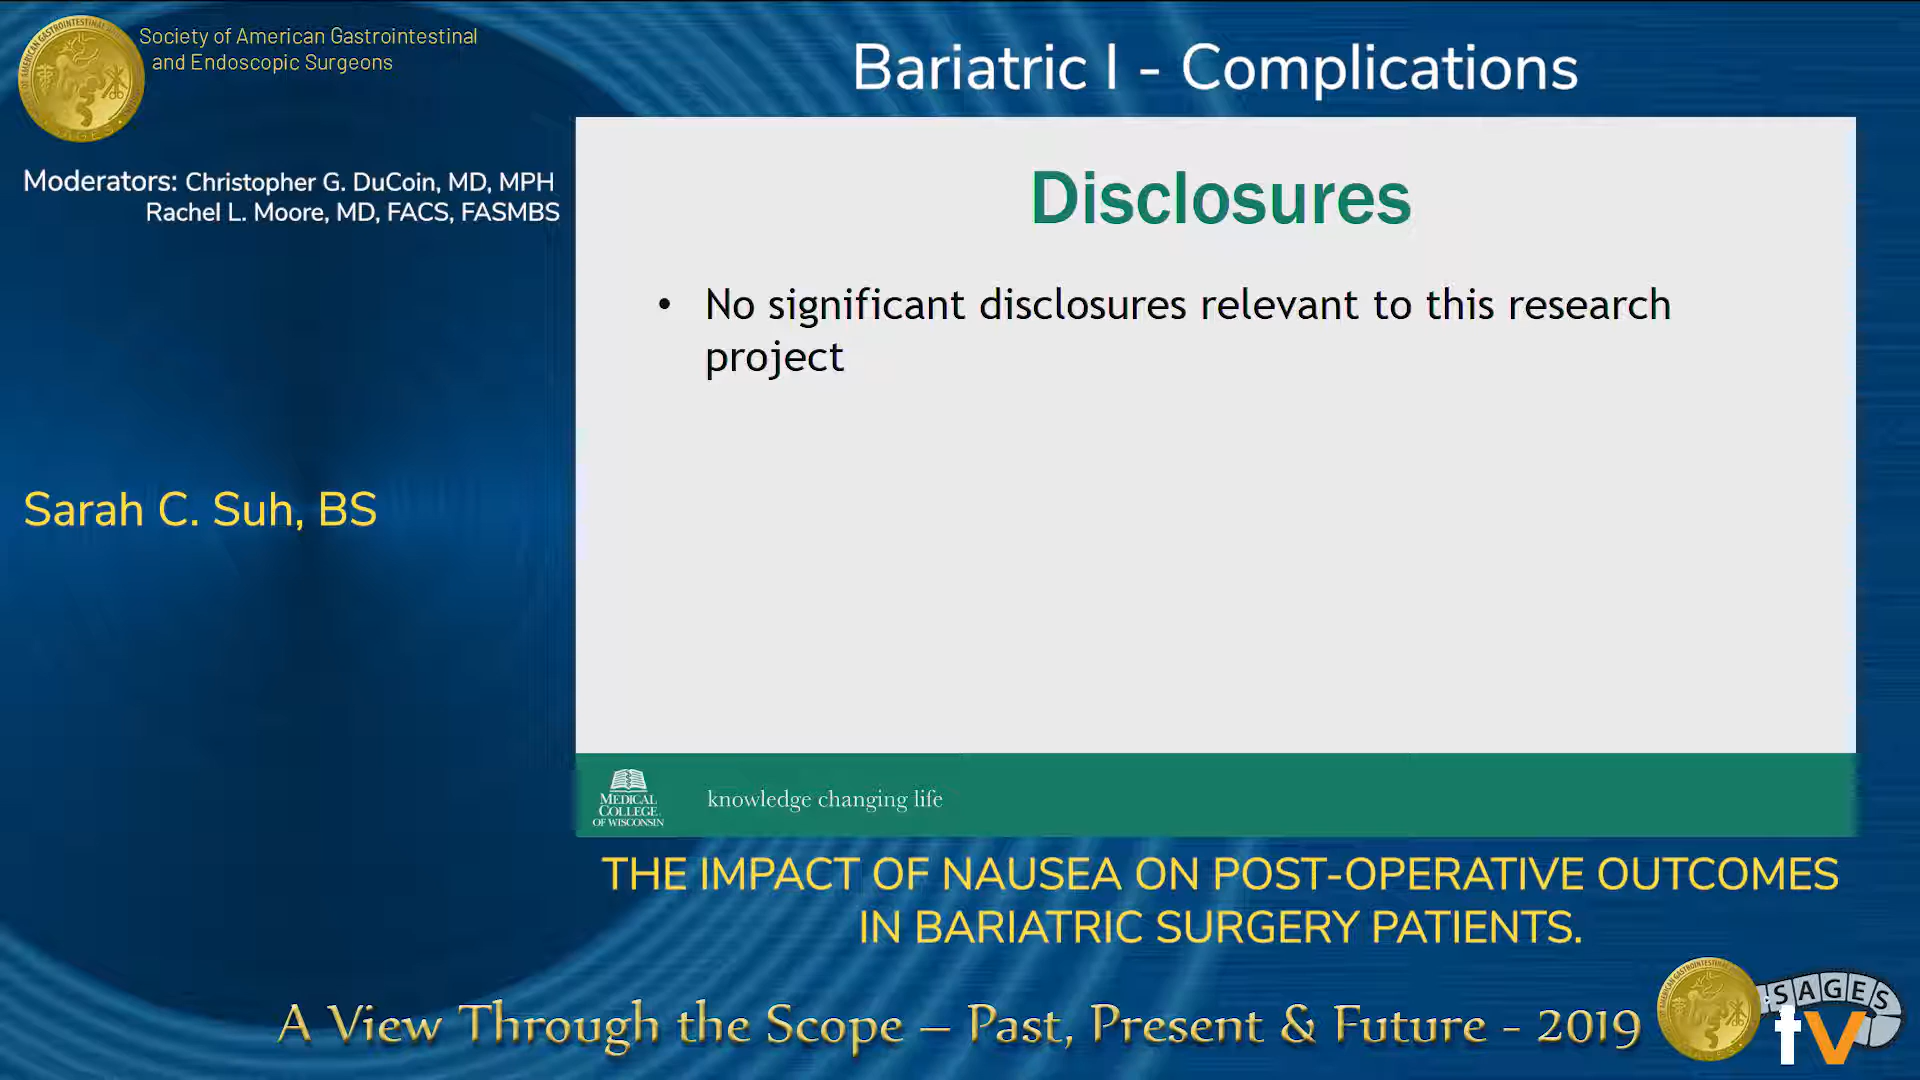 Society of American Gastrointestinal
and Endoscopic Surgeons
Bariatric I - Complications
Moderators: Christopher G. DuCoin, MD, MPH
Rachel L. Moore, MD, FACS, FASMBS
Sarah C. Suh, BS
Disclosures
• No significant disclosures relevant to this research
project
MEDICAL
COLLEGE
OF WISCONSIN
knowledge changing life
THE IMPACT OF NAUSEA ON POST-OPERATIVE OUTCOMES
IN BARIATRIC SURGERY PATIENTS.
A View Through the Scope – Past, Present & Future - 2019
SAGES
tv